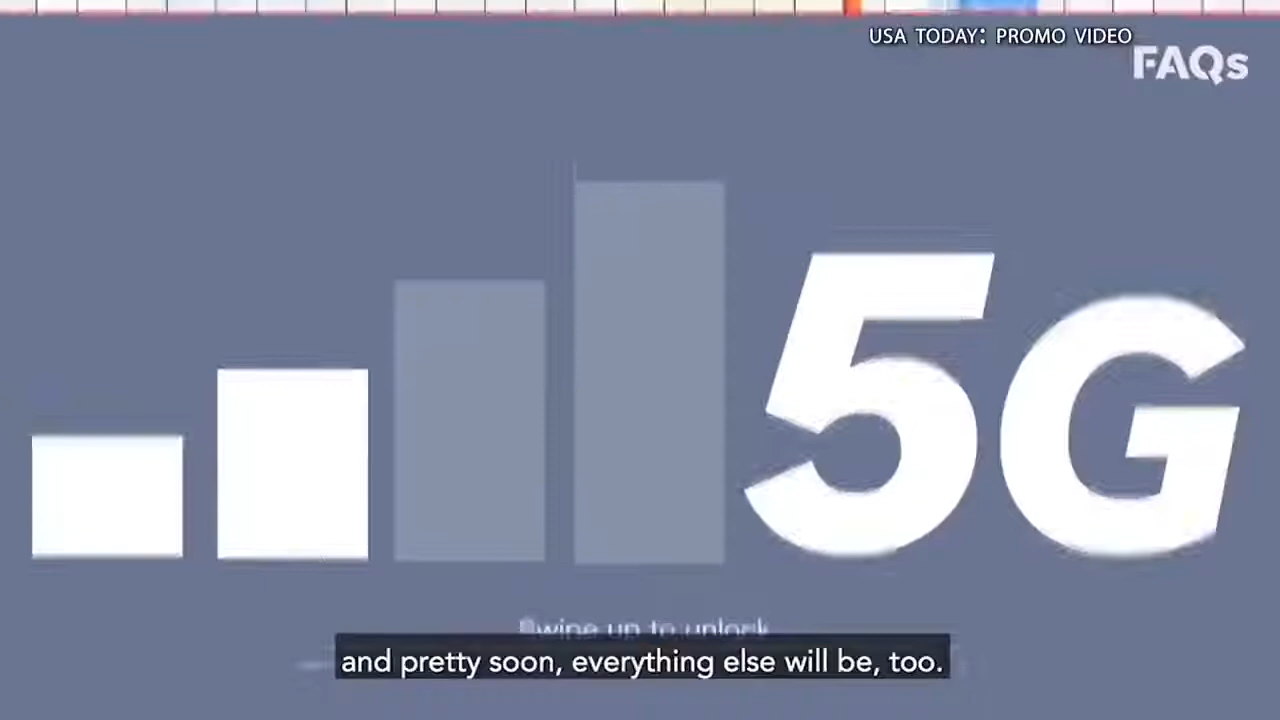 USA TODAY: PROMO VIDEO
FAQs
5G
Swipe up to unlock
and pretty soon, everything else will be, too.